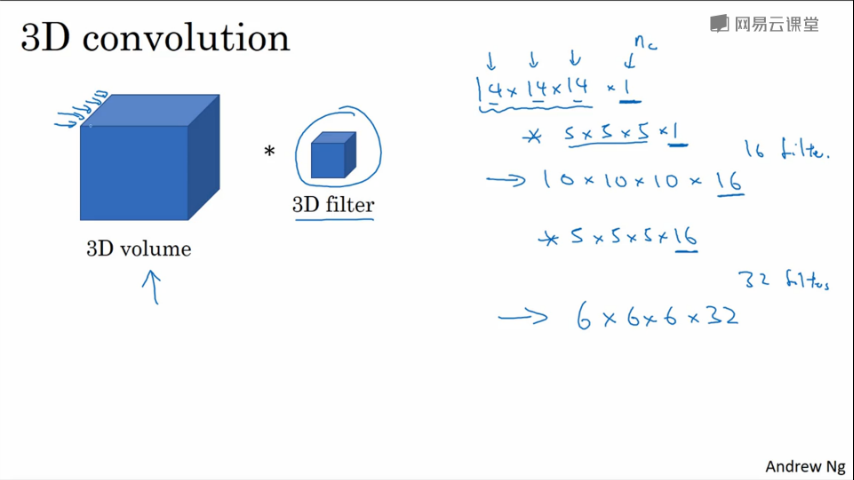 3D convolution
网易云课堂
nc
14 × 14 × 14 × 1
* 5 × 5 × 5 × 1
16 filters
→ 10 × 10 × 10 × 16
* 5 × 5 × 5 × 16
32 filters
→ 6 × 6 × 6 × 32
*
3D filter
3D volume
Andrew Ng